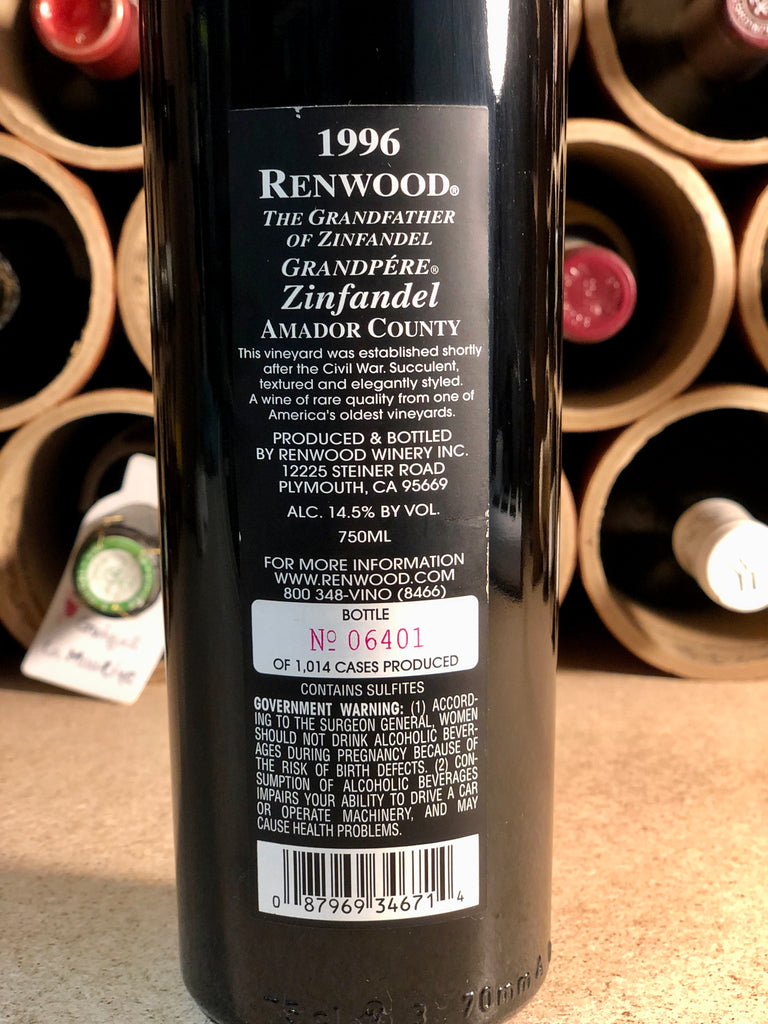 1996
RENWOOD®
THE GRANDFATHER
OF ZINFANDEL
GRANDPÉRE®
Zinfandel
AMADOR COUNTY
This vineyard was established shortly
after the Civil War. Succulent,
textured and elegantly styled.
A wine of rare quality from one of
America's oldest vineyards.
PRODUCED & BOTTLED
BY RENWOOD WINERY INC.
12225 STEINER ROAD
PLYMOUTH, CA 95669
ALC. 14.5% BY VOL.
750ML
FOR MORE INFORMATION
WWW.RENWOOD.COM
800 348-VINO (8466)
BOTTLE
Nº 06401
OF 1,014 CASES PRODUCED
CONTAINS SULFITES
GOVERNMENT WARNING: (1) ACCORD-
ING TO THE SURGEON GENERAL, WOMEN
SHOULD NOT DRINK ALCOHOLIC BEVER-
AGES DURING PREGNANCY BECAUSE OF
THE RISK OF BIRTH DEFECTS. (2) CON-
SUMPTION OF ALCOHOLIC BEVERAGES
IMPAIRS YOUR ABILITY TO DRIVE A CAR
OR OPERATE MACHINERY, AND MAY
CAUSE HEALTH PROBLEMS.
0 87969 34671 4
70mm